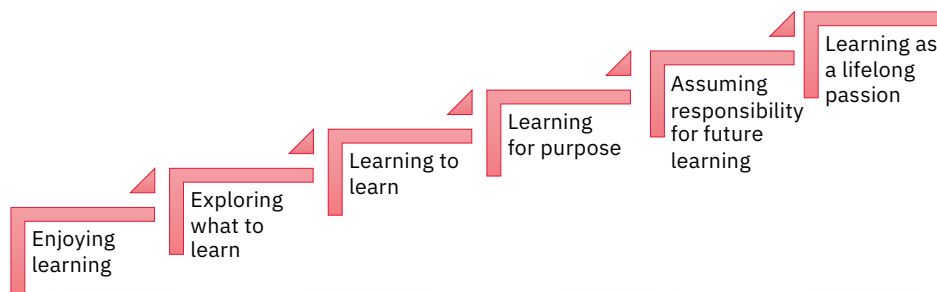 Enjoying
learning
Exploring
what to
learn
Learning to
learn
Learning
for purpose
Assuming
responsibility
for future
learning
Learning as
a lifelong
passion